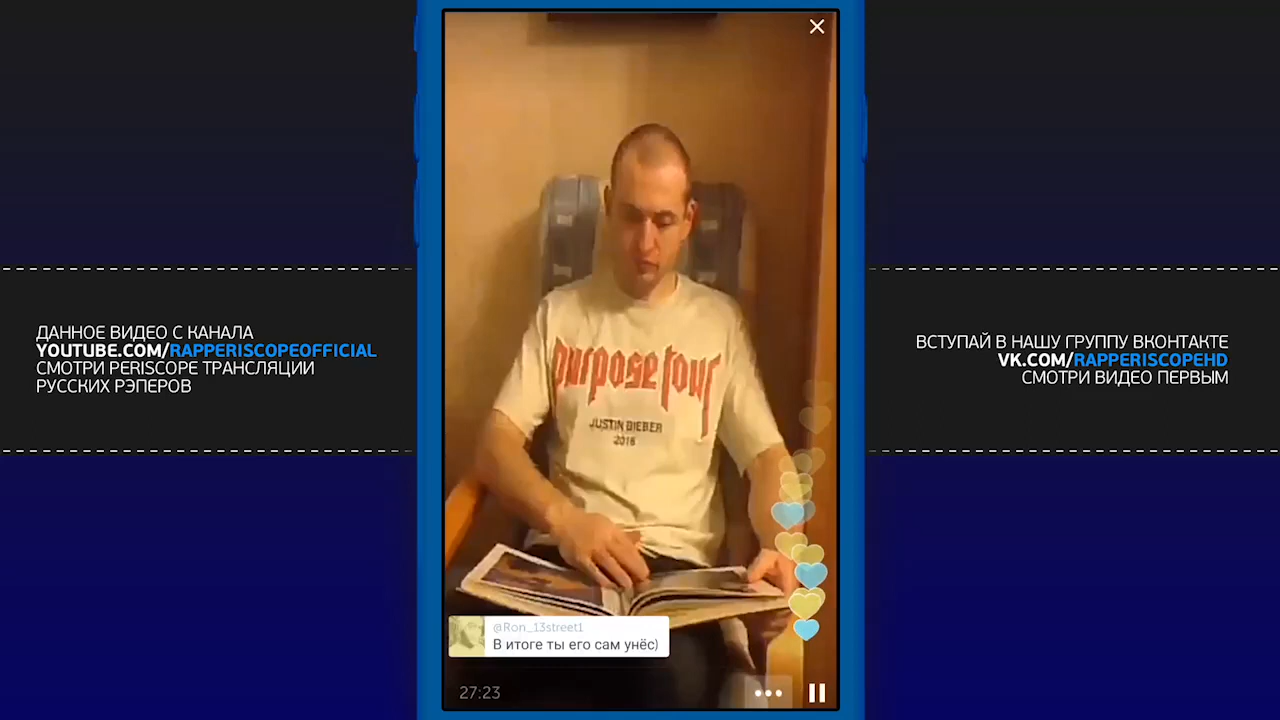 ДАННОЕ ВИДЕО С КАНАЛА
YOUTUBE.COM/RAPPERISCOPEOFFICIAL
СМОТРИ PERISCOPE ТРАНСЛЯЦИИ
РУССКИХ РЭПЕРОВ
purpose tour
JUSTIN BIEBER
2016
@Ron_13street1
В итоге ты его сам унёс)
27:23
ВСТУПАЙ В НАШУ ГРУППУ ВКОНТАКТЕ
VK.COM/RAPPERISCOPEHD
СМОТРИ ВИДЕО ПЕРВЫМ